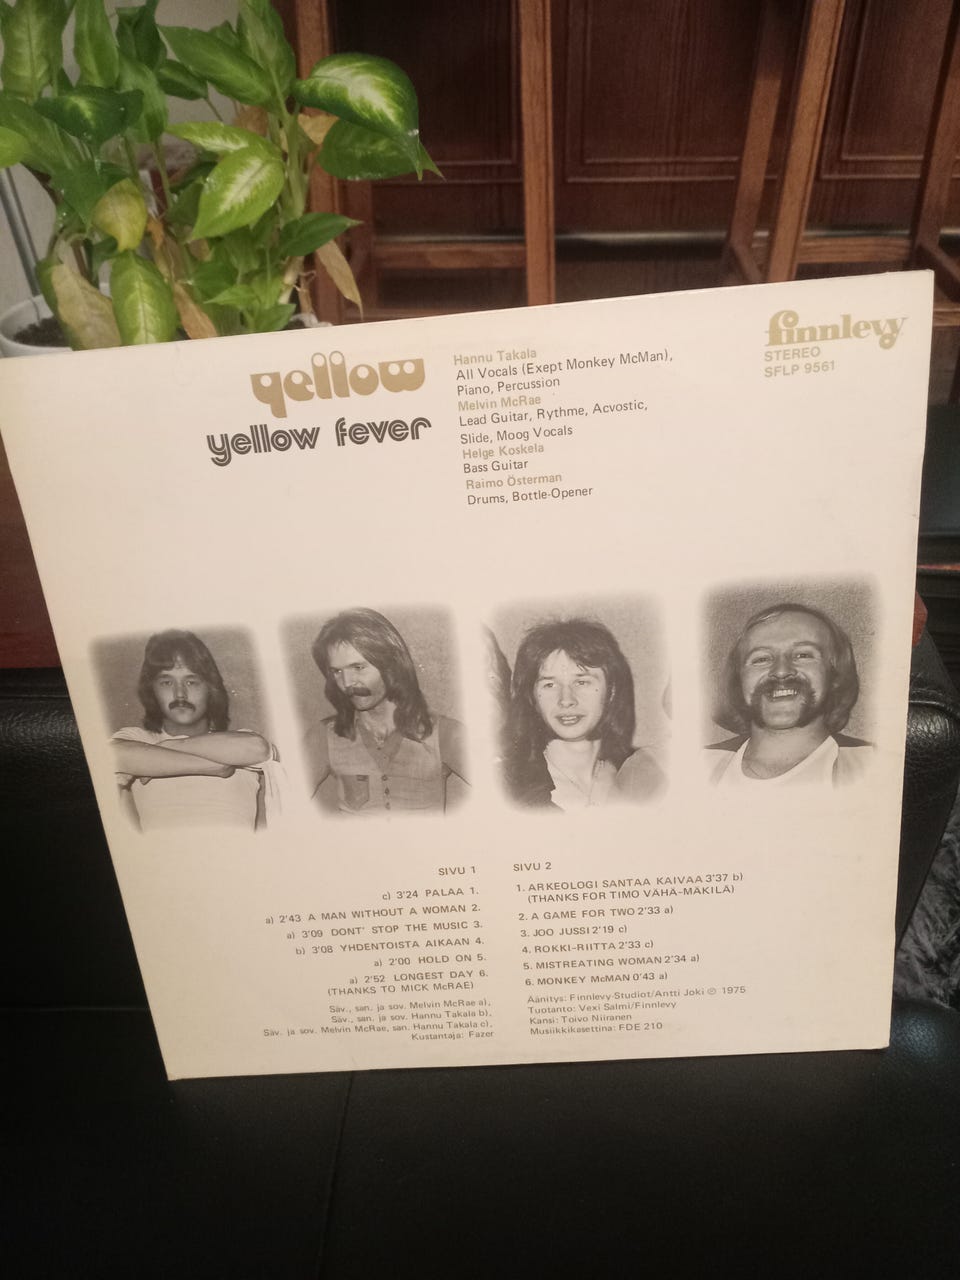 yellow
yellow fever
Hannu Takala
All Vocals (Exept Monkey McMan),
Piano, Percussion
Melvin McRae
Lead Guitar, Rythme, Acvostic,
Slide, Moog Vocals
Helge Koskela
Bass Guitar
Raimo Österman
Drums, Bottle-Opener
finnlevy
STEREO
SFLP 9561
SIVU 1
c) 3'24 PALAA 1.
a) 2'43 A MAN WITHOUT A WOMAN 2.
a) 3'09 DONT' STOP THE MUSIC 3.
b) 3'08 YHDENTOISTA AIKAAN 4.
a) 2'00 HOLD ON 5.
a) 2'52 LONGEST DAY 6.
(THANKS TO MICK McRAE)
Säv., san. ja sov. Melvin McRae a),
Säv., san. ja sov. Hannu Takala b),
Säv. ja sov. Melvin McRae, san. Hannu Takala c),
Kustantaja: Fazer
SIVU 2
1. ARKEOLOGI SANTAA KAIVAA 3'37 b)
(THANKS FOR TIMO VÄHÄ-MÄKILÄ)
2. A GAME FOR TWO 2'33 a)
3. JOO JUSSI 2'19 c)
4. ROKKI-RIITTA 2'33 c)
5. MISTREATING WOMAN 2'34 a)
6. MONKEY McMAN 0'43 a)
Äänitys: Finnlevy-Studiot/Antti Joki ℗ 1975
Tuotanto: Vexi Salmi/Finnlevy
Kansi: Toivo Niiranen
Musiikkikasettina: FDE 210